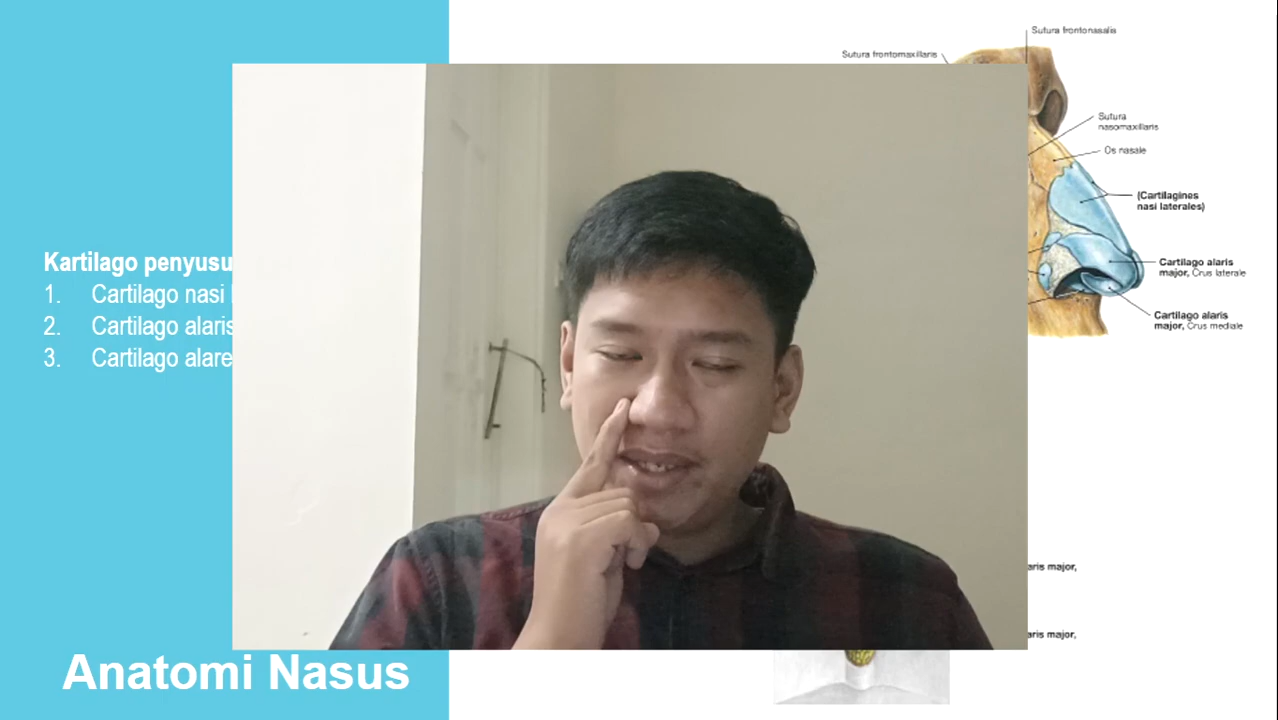 Kartilago penyusu
1. Cartilago nasi
2. Cartilago alaris
3. Cartilago alare
Anatomi Nasus
Sutura frontonasalis
Sutura frontomaxillaris
Sutura
nasomaxillaris
Os nasale
(Cartilagines
nasi laterales)
Cartilago alaris
major, Crus laterale
Cartilago alaris
major, Crus mediale
aris major,
aris major,